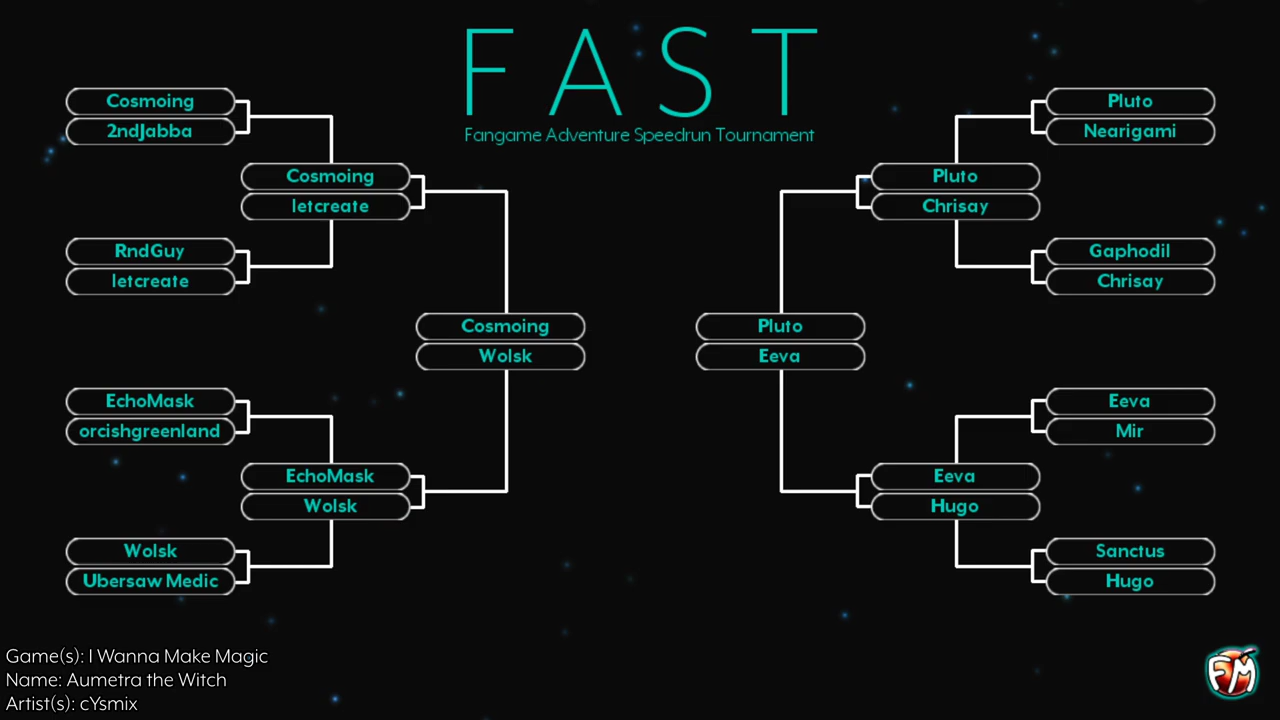 FAST
Fangame Adventure Speedrun Tournament
Cosmoing
2ndJabba
Cosmoing
letcreate
RndGuy
letcreate
Cosmoing
Wolsk
EchoMask
orcishgreenland
EchoMask
Wolsk
Wolsk
Ubersaw Medic
Pluto
Nearigami
Pluto
Chrisay
Gaphodil
Chrisay
Pluto
Eeva
Eeva
Mir
Eeva
Hugo
Sanctus
Hugo
Game(s): I Wanna Make Magic
Name: Aumetra the Witch
Artist(s): cYsmix
FM